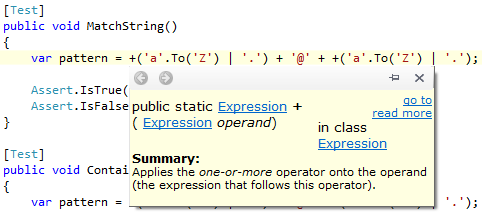 [Test]
public void MatchString()
{
var pattern = +('a'.To('Z') | '.') + '@' + +('a'.To('Z') | '.');
Assert.IsTrue(
Assert.IsFalse
}
public static Expression +
( Expression operand)
go to
read more
in class
Expression
Summary:
Applies the one-or-more operator onto the operand
(the expression that follows this operator).
[Test]
public void Contai
{
var pattern =